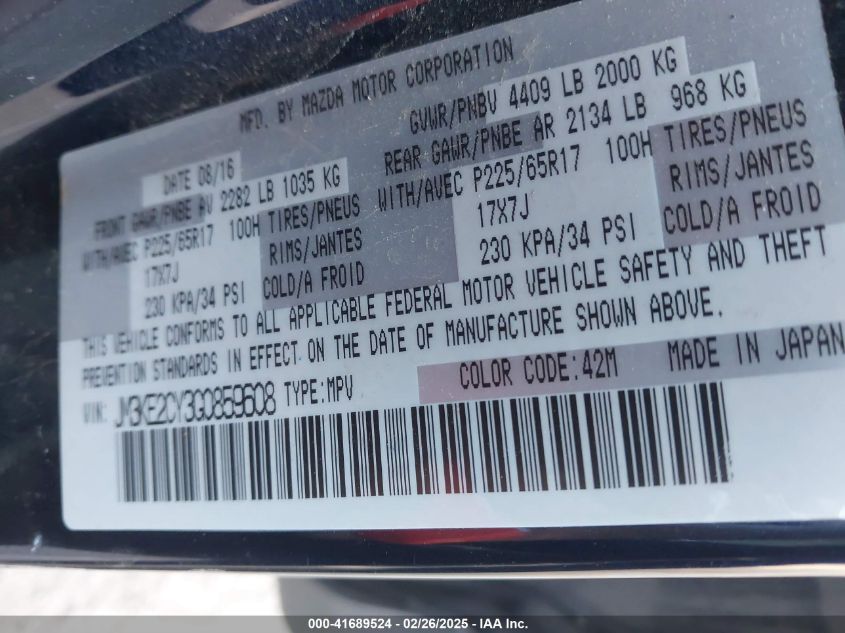 MFD. BY MAZDA MOTOR CORPORATION
DATE 08/16 GVWR/PNBV 4409 LB 2000 KG
FRONT GAWR/PNBE AV 2282 LB 1035 KG REAR GAWR/PNBE AR 2134 LB 968 KG
WITH/AVEC P225/65R17 100H TIRES/PNEUS WITH/AVEC P225/65R17 100H TIRES/PNEUS
17X7J RIMS/JANTES 17X7J RIMS/JANTES
230 KPA/34 PSI COLD/A FROID 230 KPA/34 PSI COLD/A FROID
THIS VEHICLE CONFORMS TO ALL APPLICABLE FEDERAL MOTOR VEHICLE SAFETY AND THEFT
PREVENTION STANDARDS IN EFFECT ON THE DATE OF MANUFACTURE SHOWN ABOVE.
VIN: JM3KE2CY3G0859608 TYPE:MPV COLOR CODE:42M MADE IN JAPAN
000-41689524 - 02/26/2025 - IAA Inc.